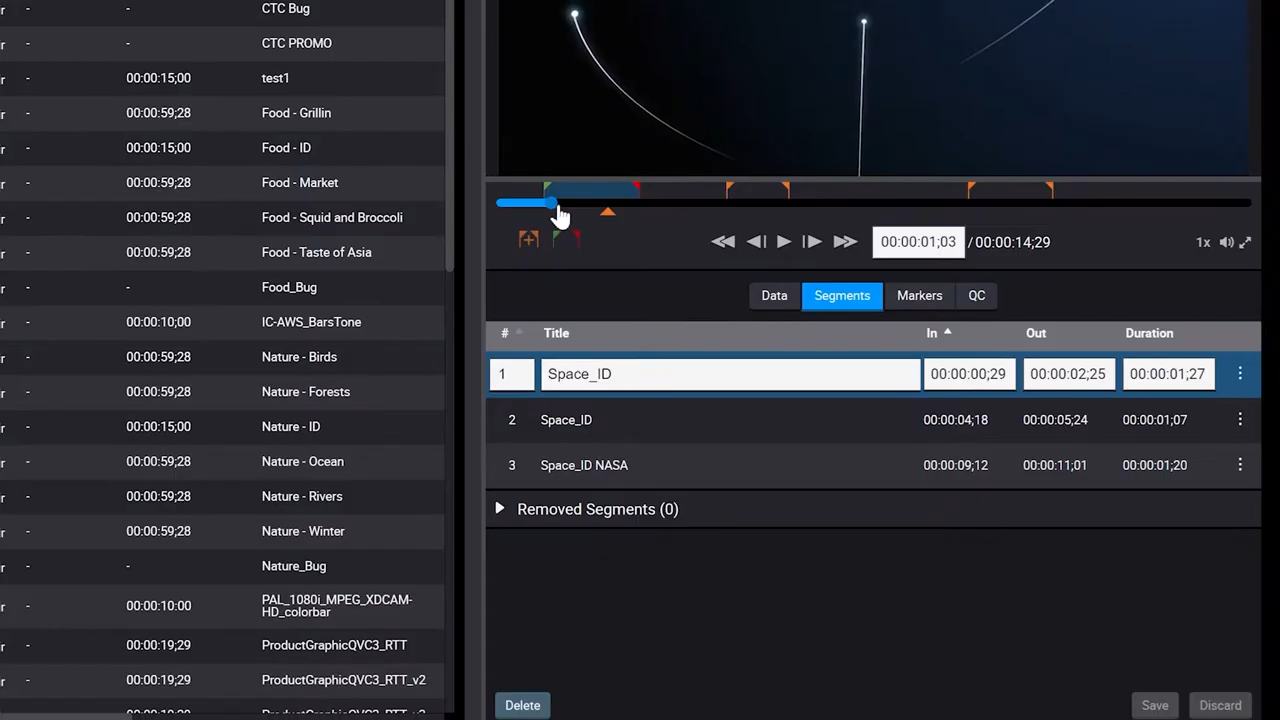 r - - CTC Bug
r - - CTC PROMO
r - 00:00:15;00 test1
r - 00:00:59;28 Food - Grillin
r - 00:00:15;00 Food - ID
r - 00:00:59;28 Food - Market
r - 00:00:59;28 Food - Squid and Broccoli
r - 00:00:59;28 Food - Taste of Asia
r - - Food_Bug
r - 00:00:10;00 IC-AWS_BarsTone
r - 00:00:59;28 Nature - Birds
r - 00:00:59;28 Nature - Forests
r - 00:00:15;00 Nature - ID
r - 00:00:59;28 Nature - Ocean
r - 00:00:59;28 Nature - Rivers
r - 00:00:59;28 Nature - Winter
r - - Nature_Bug
r - 00:00:10:00 PAL_1080i_MPEG_XDCAM-
HD_colorbar
r - 00:00:19;29 ProductGraphicQVC3_RTT
r - 00:00:19;29 ProductGraphicQVC3_RTT_v2
00:00:01;03 / 00:00:14;29 1x
Data Segments Markers QC
# Title In Out Duration
1 Space_ID 00:00:00;29 00:00:02;25 00:00:01;27
2 Space_ID 00:00:04;18 00:00:05;24 00:00:01;07
3 Space_ID NASA 00:00:09;12 00:00:11;01 00:00:01;20
Removed Segments (0)
Delete Save Discard